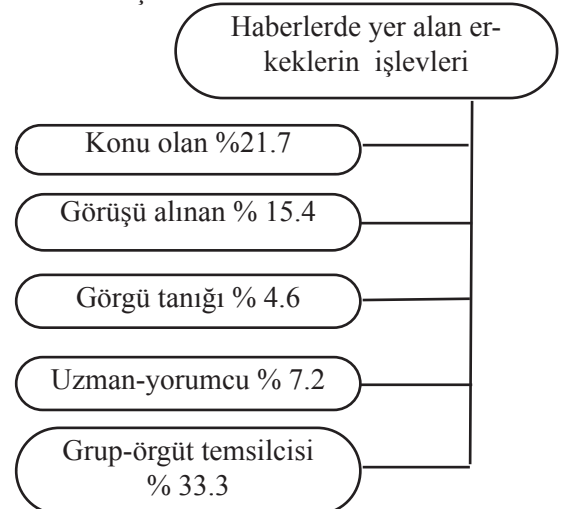 Haberlerde yer alan er-
keklerin işlevleri
Konu olan %21.7
Görüşü alınan % 15.4
Görgü tanığı % 4.6
Uzman-yorumcu % 7.2
Grup-örgüt temsilcisi
% 33.3